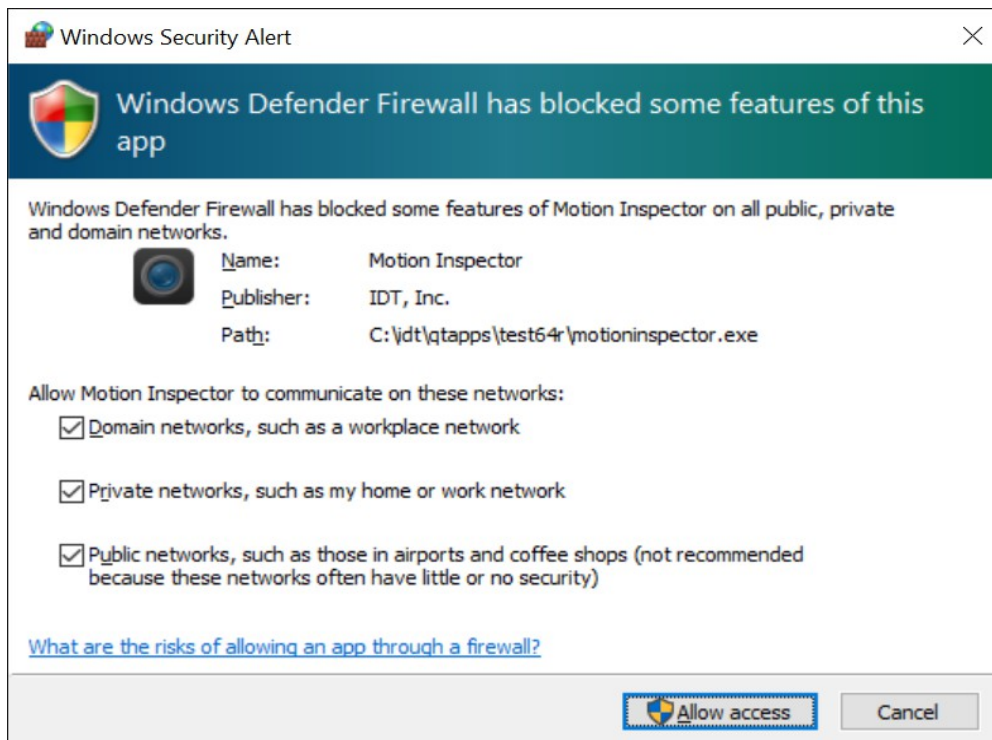 Windows Security Alert
Windows Defender Firewall has blocked some features of this
app
Windows Defender Firewall has blocked some features of Motion Inspector on all public, private
and domain networks.
Name: Motion Inspector
Publisher: IDT, Inc.
Path: C:\idt\qtapps\test64r\motioninspector.exe
Allow Motion Inspector to communicate on these networks:
Domain networks, such as a workplace network
Private networks, such as my home or work network
Public networks, such as those in airports and coffee shops (not recommended
because these networks often have little or no security)
What are the risks of allowing an app through a firewall?
Allow access Cancel